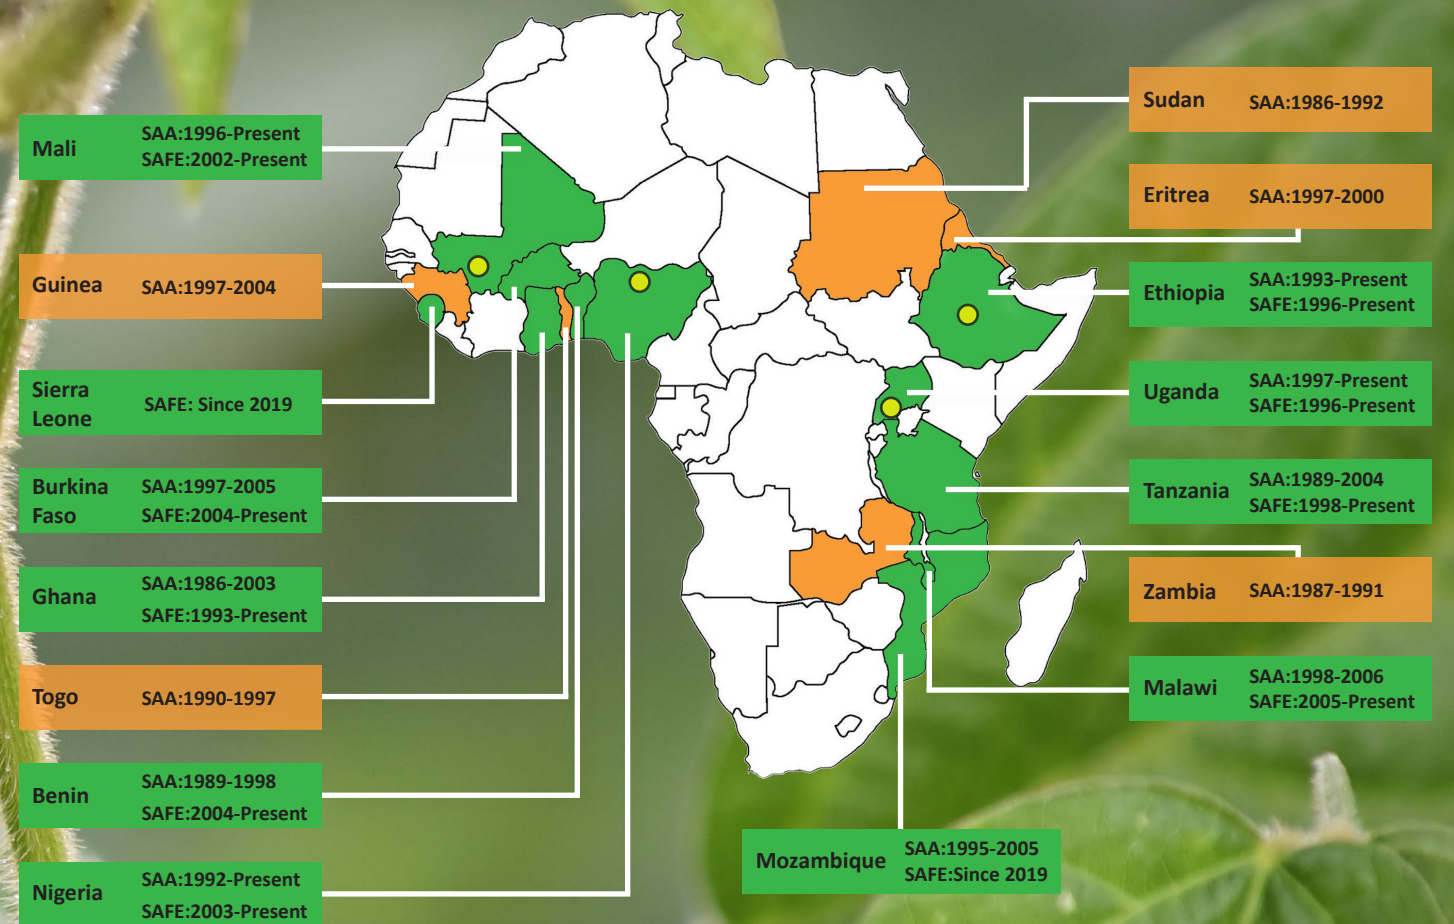 Mali
SAA:1996-Present
SAFE:2002-Present
Guinea
SAA:1997-2004
Sierra
Leone
SAFE: Since 2019
Burkina
Faso
SAA:1997-2005
SAFE:2004-Present
Ghana
SAA:1986-2003
SAFE:1993-Present
Togo
SAA:1990-1997
Benin
SAA:1989-1998
SAFE:2004-Present
Nigeria
SAA:1992-Present
SAFE:2003-Present
Sudan
SAA:1986-1992
Eritrea
SAA:1997-2000
Ethiopia
SAA:1993-Present
SAFE:1996-Present
Uganda
SAA:1997-Present
SAFE:1996-Present
Tanzania
SAA:1989-2004
SAFE:1998-Present
Zambia
SAA:1987-1991
Malawi
SAA:1998-2006
SAFE:2005-Present
Mozambique
SAA:1995-2005
SAFE:Since 2019